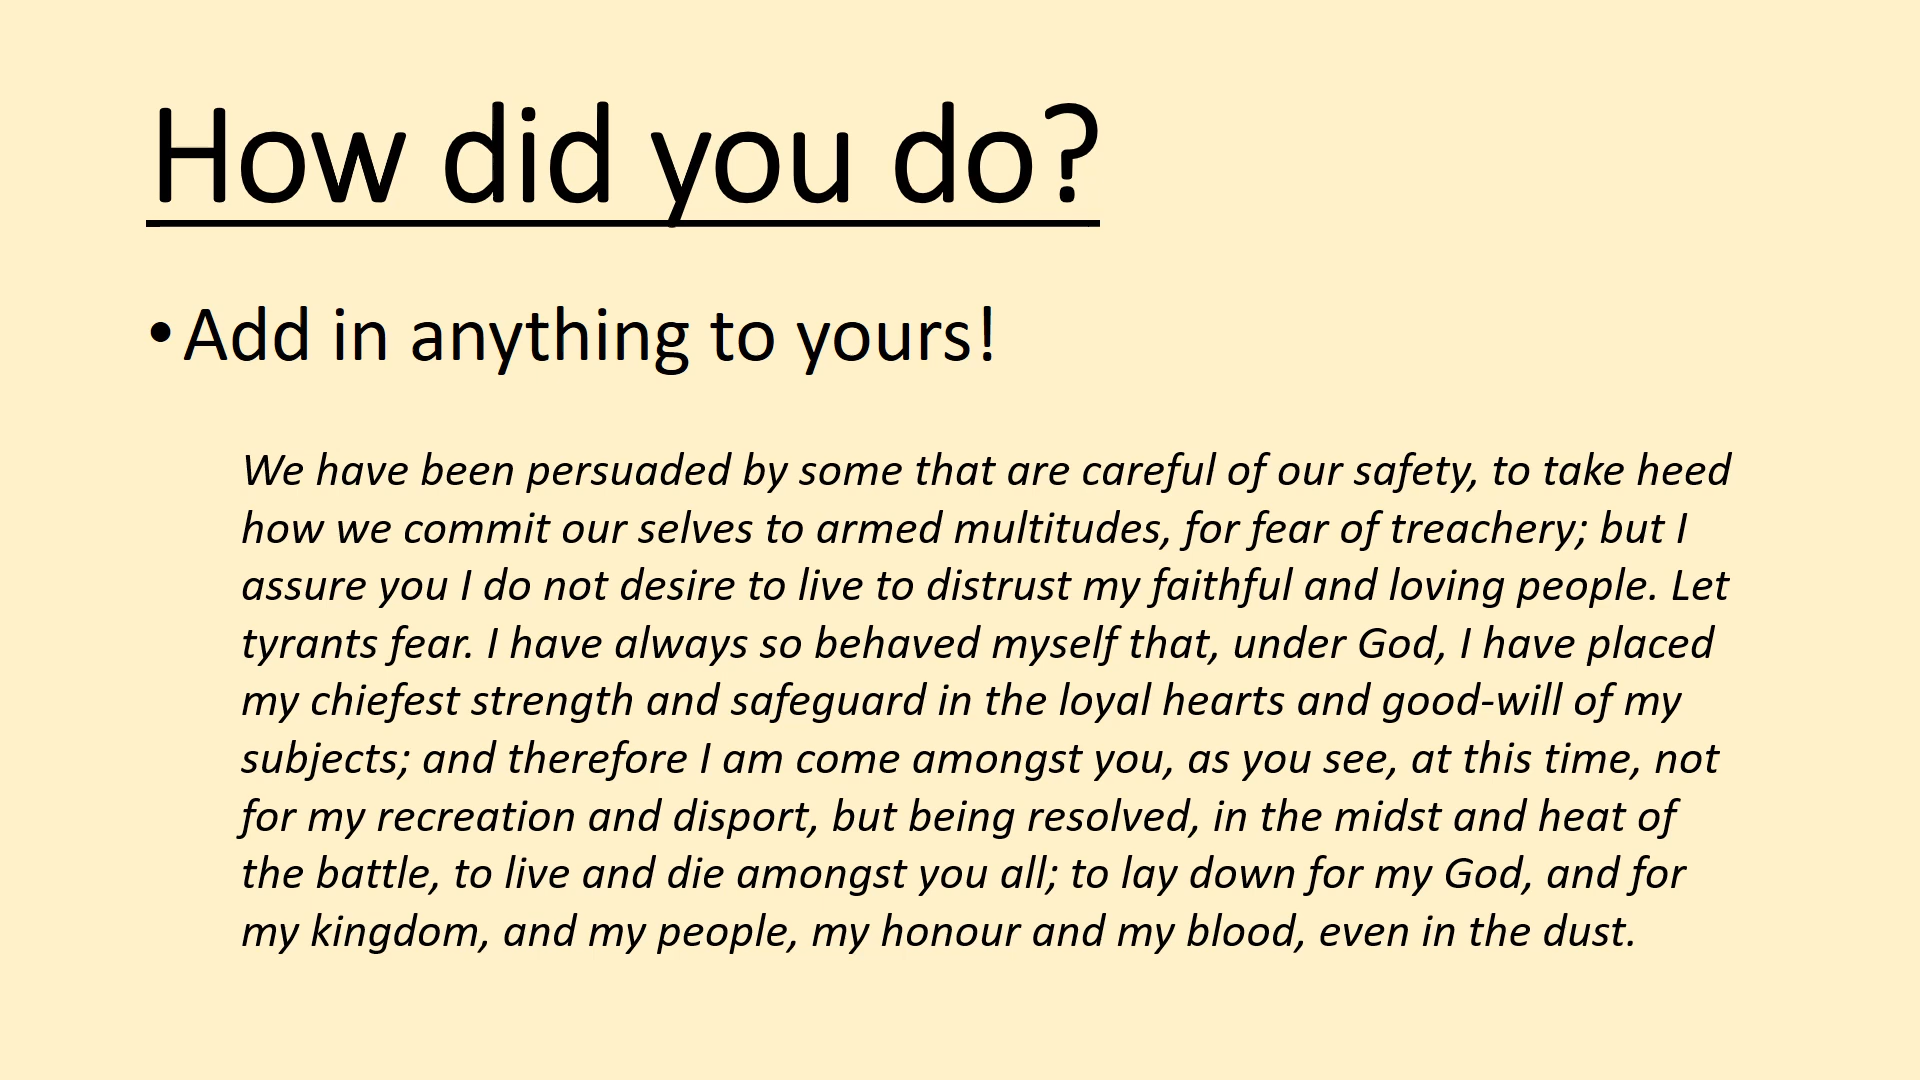 How did you do?
•Add in anything to yours!
We have been persuaded by some that are careful of our safety, to take heed
how we commit our selves to armed multitudes, for fear of treachery; but I
assure you I do not desire to live to distrust my faithful and loving people. Let
tyrants fear. I have always so behaved myself that, under God, I have placed
my chiefest strength and safeguard in the loyal hearts and good-will of my
subjects; and therefore I am come amongst you, as you see, at this time, not
for my recreation and disport, but being resolved, in the midst and heat of
the battle, to live and die amongst you all; to lay down for my God, and for
my kingdom, and my people, my honour and my blood, even in the dust.